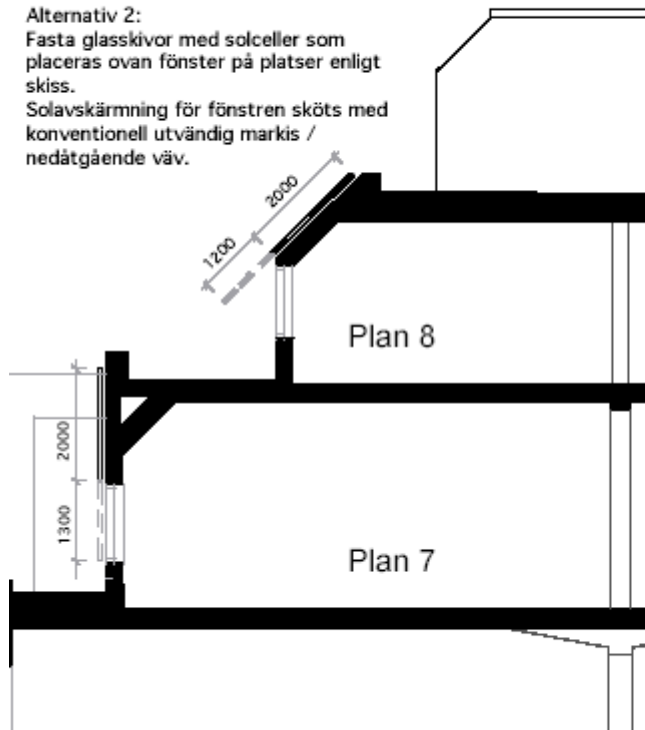 Alternativ 2:
Fasta glasskivor med solceller som
placeras ovan fönster på platser enligt
skiss.
Solavskärmning för fönstren sköts med
konventionell utvändig markis /
nedåtgående väv.
2000
1200
Plan 8
2000
1300
Plan 7